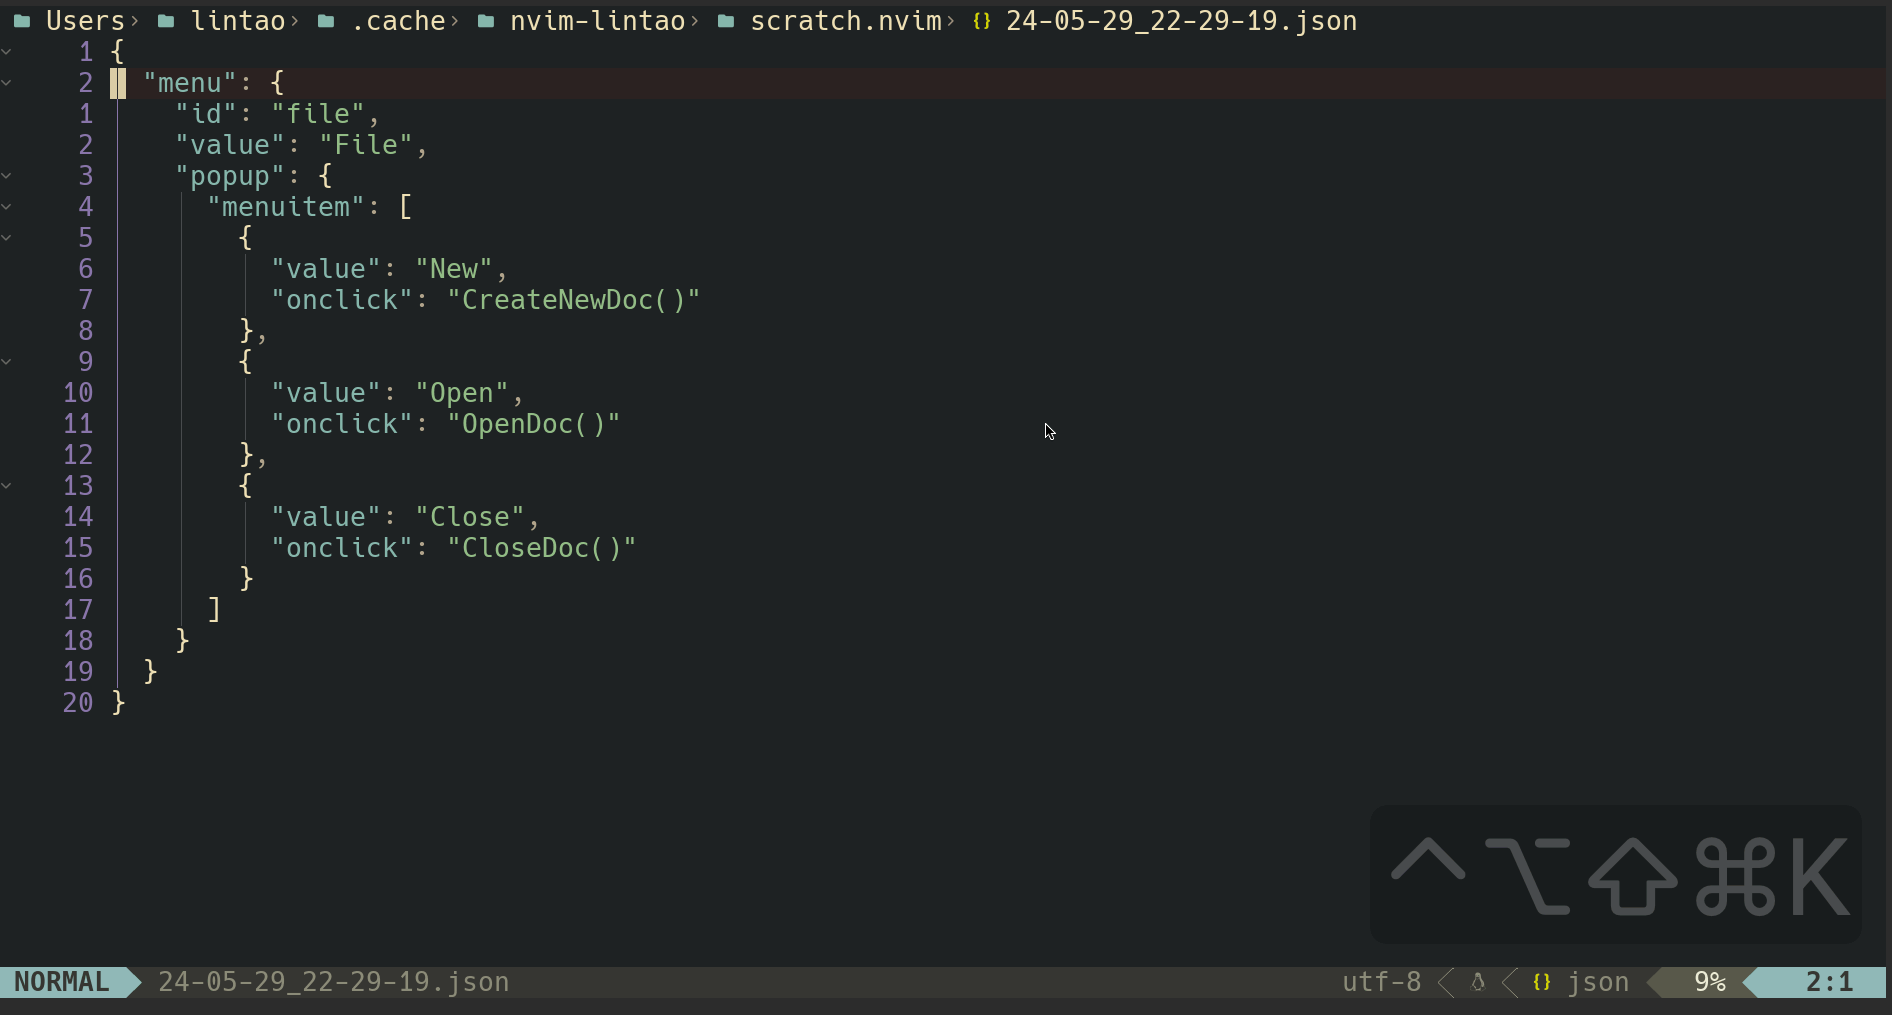 Users › lintao › .cache › nvim-lintao › scratch.nvim › {} 24-05-29_22-29-19.json
1 {
2   "menu": {
1     "id": "file",
2     "value": "File",
3     "popup": {
4       "menuitem": [
5         {
6           "value": "New",
7           "onclick": "CreateNewDoc()"
8         },
9         {
10           "value": "Open",
11           "onclick": "OpenDoc()"
12         },
13         {
14           "value": "Close",
15           "onclick": "CloseDoc()"
16         }
17       ]
18     }
19   }
20 }
⌃⌥⇧⌘K
NORMAL 24-05-29_22-29-19.json utf-8 {} json 9% 2:1